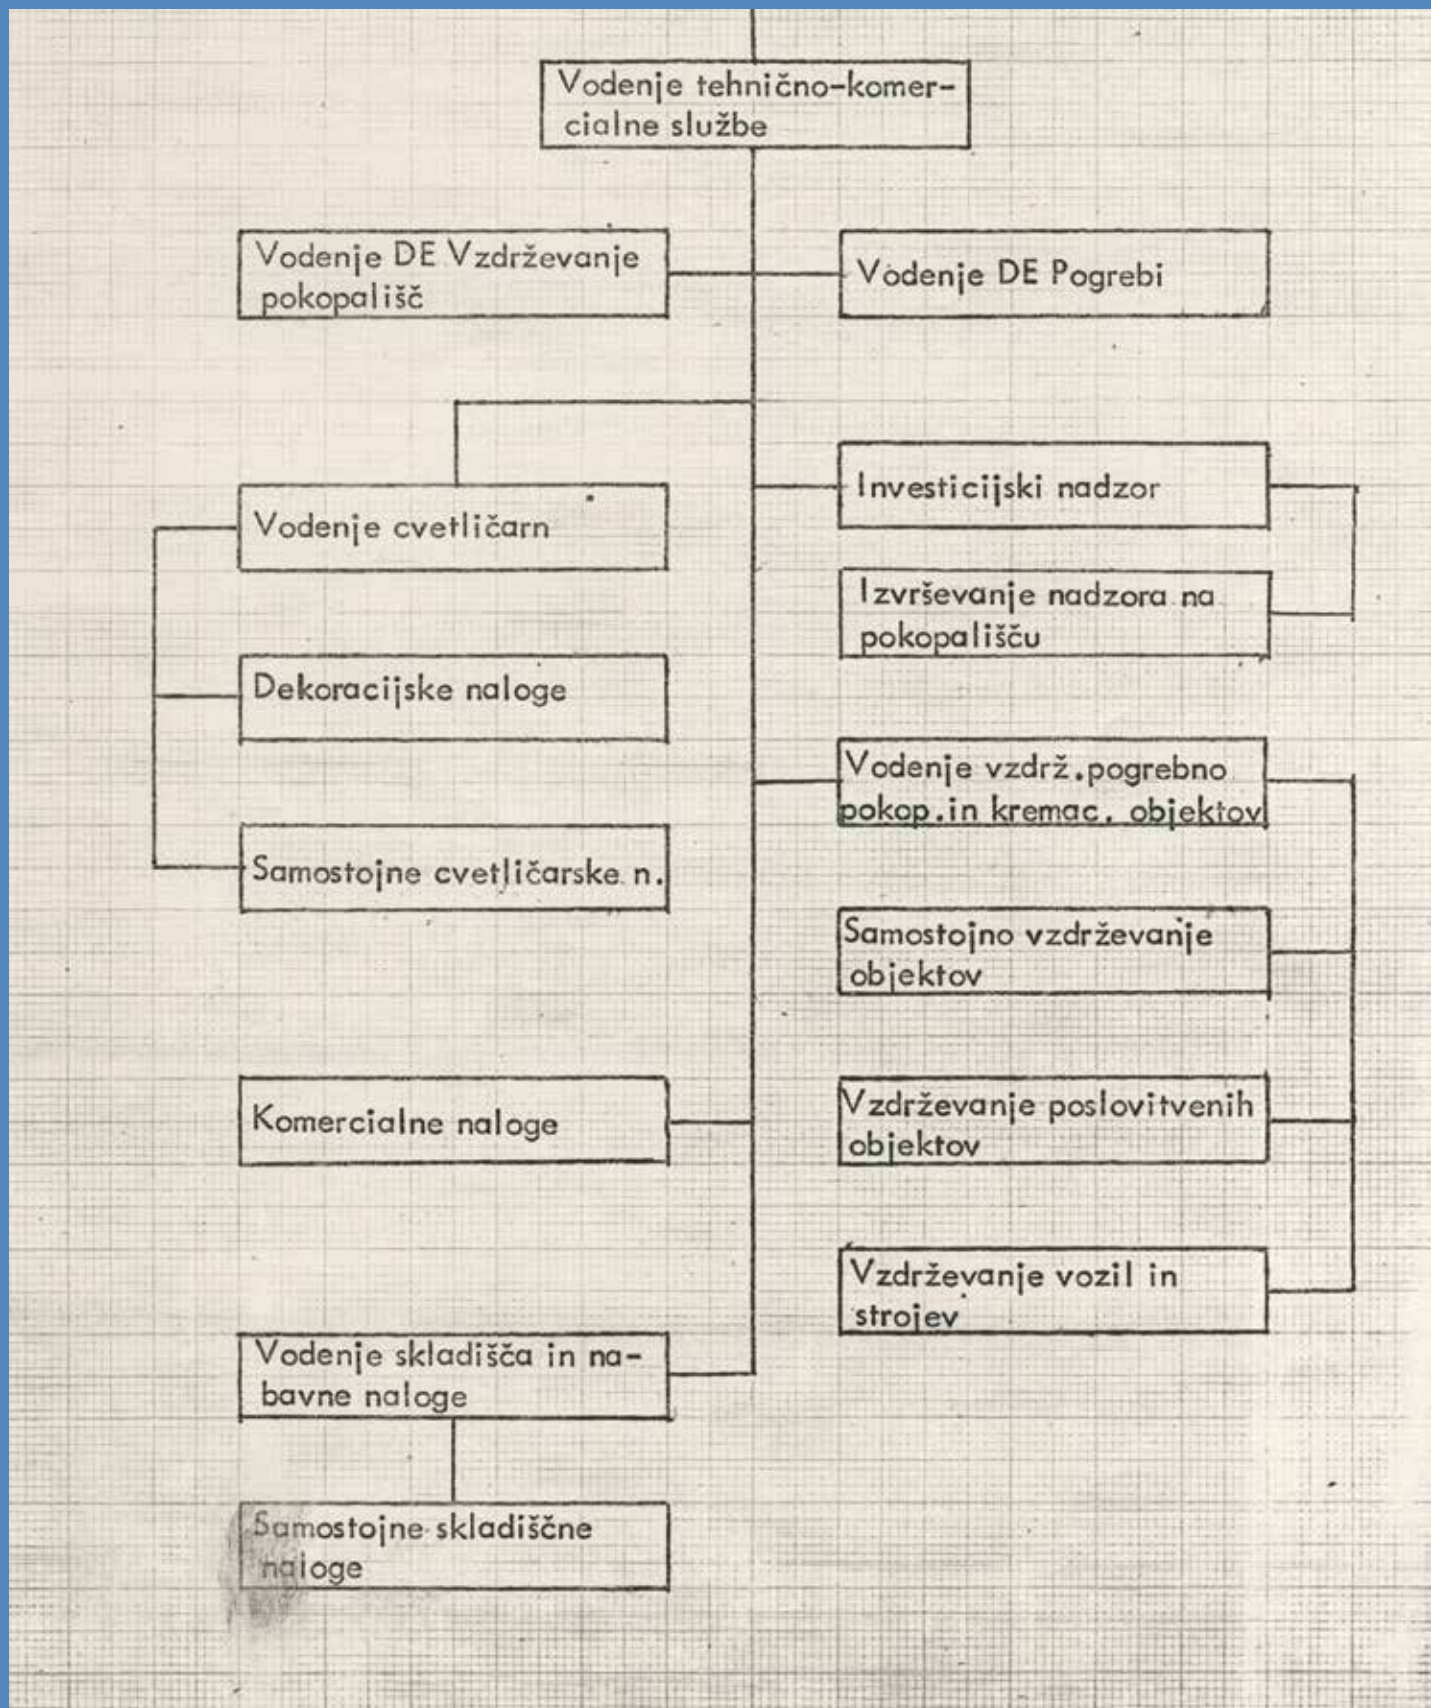 Vodenje tehnično-komer-
cialne službe
Vodenje DE Vzdrževanje
pokopališč
Vodenje DE Pogrebi
Vodenje cvetličarn
Dekoracijske naloge
Samostojne cvetličarske n.
Komercialne naloge
Vodenje skladišča in na-
bavne naloge
Samostojne skladiščne
naloge
Investicijski nadzor
Izvrševanje nadzora na
pokopališču
Vodenje vzdrž.pogrebno
pokop.in kremac. objektov
Samostojno vzdrževanje
objektov
Vzdrževanje poslovitvenih
objektov
Vzdrževanje vozil in
strojev